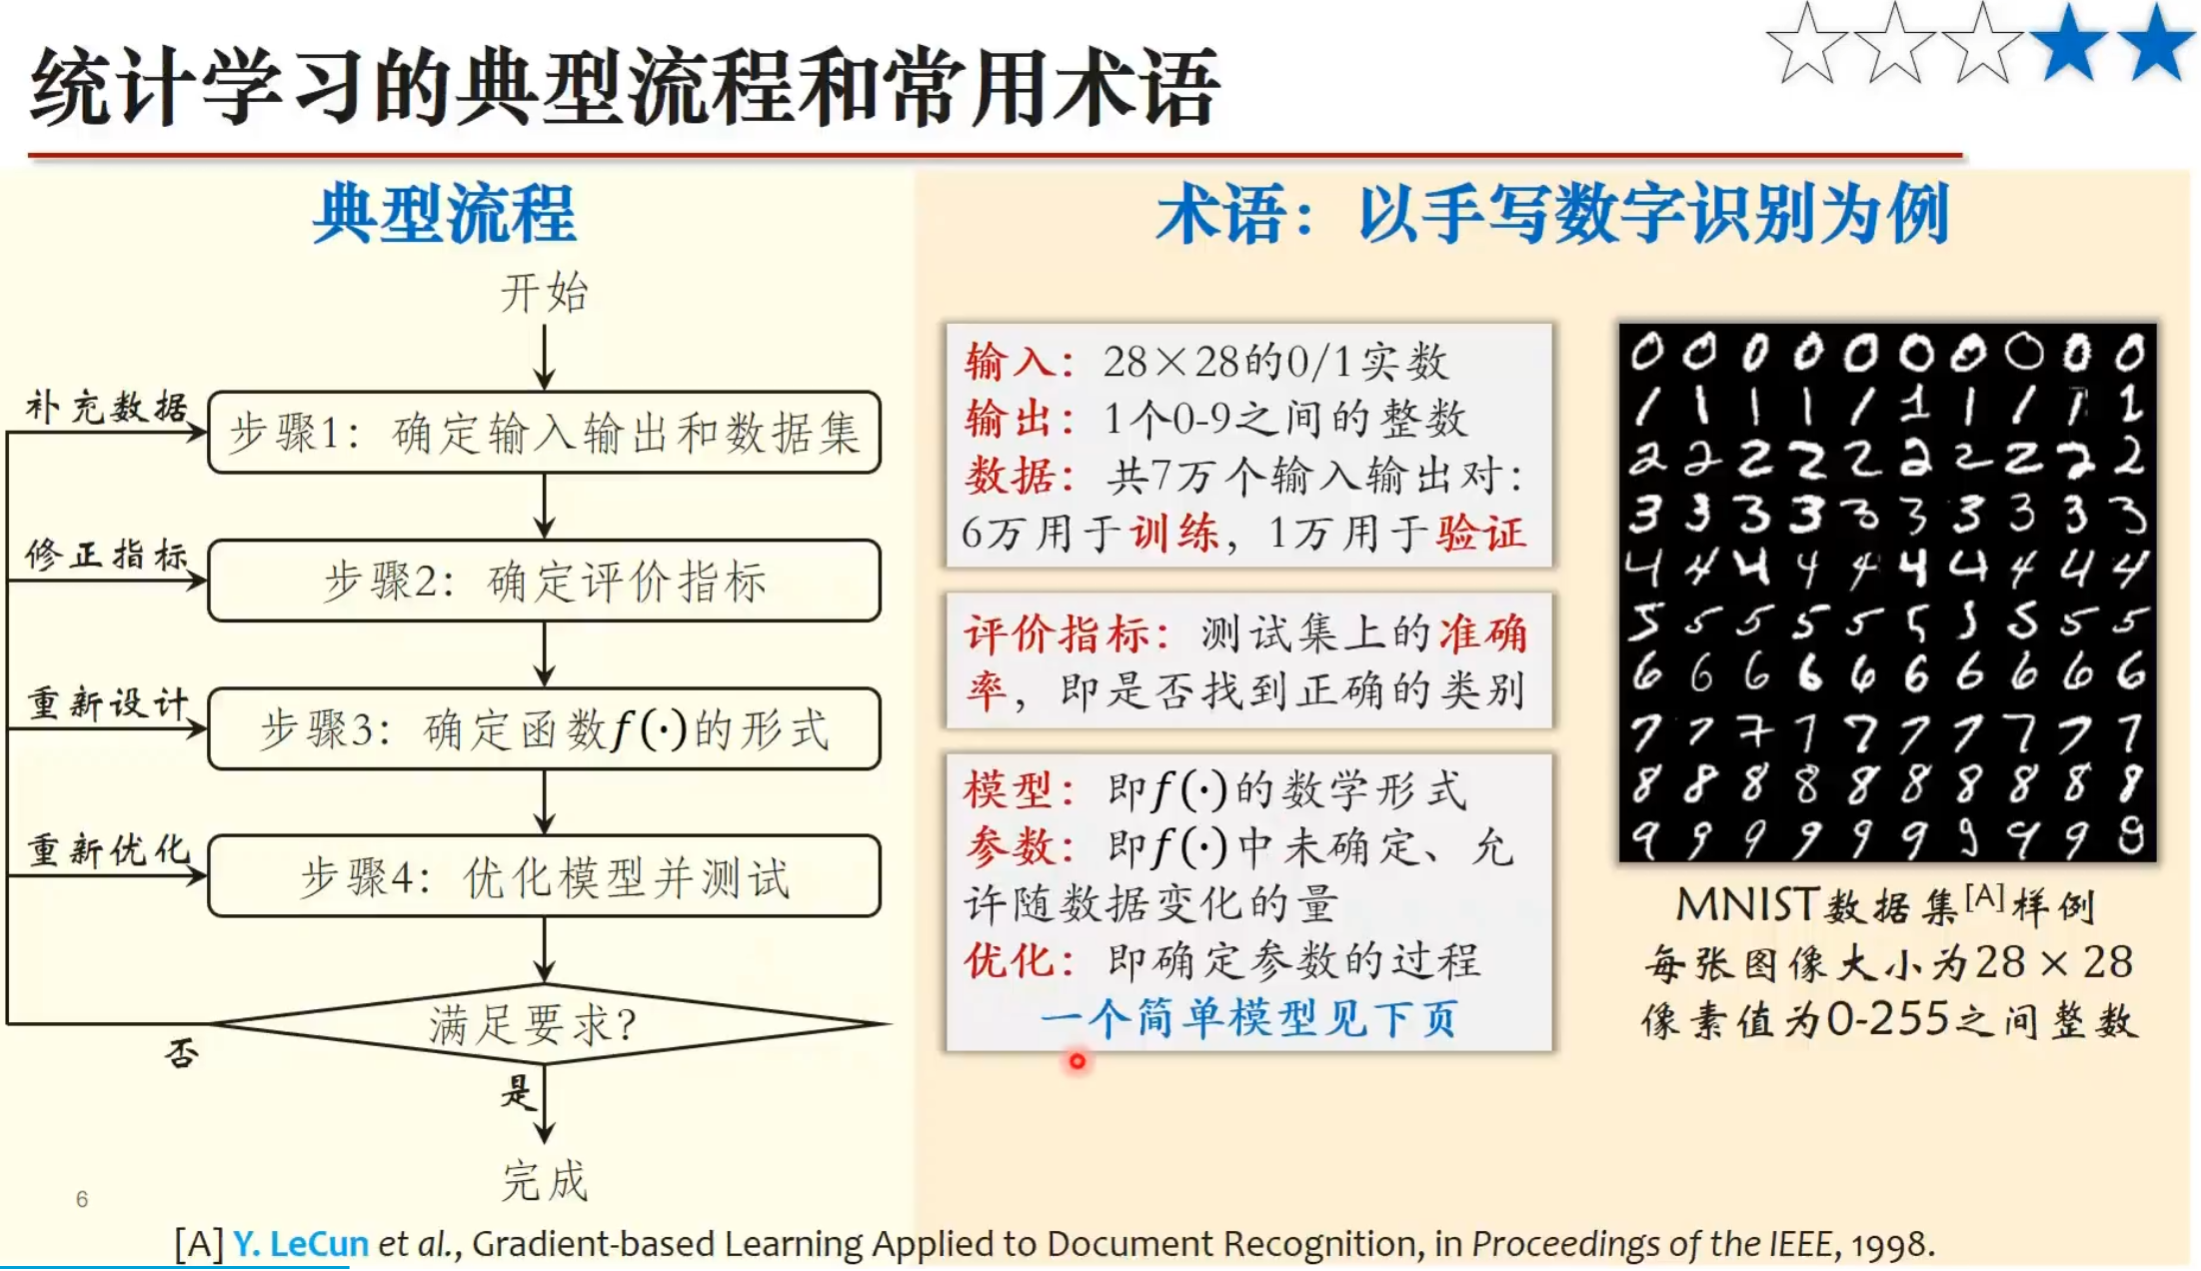 统计学习的典型流程和常用术语
典型流程
开始
补充数据
步骤1：确定输入输出和数据集
修正指标
步骤2：确定评价指标
重新设计
步骤3：确定函数f(·)的形式
重新优化
步骤4：优化模型并测试
满足要求?
否
是
完成
术语：以手写数字识别为例
输入：28×28的0/1实数
输出：1个0-9之间的整数
数据：共7万个输入输出对：
6万用于训练，1万用于验证
评价指标：测试集上的准确
率，即是否找到正确的类别
模型：即f(·)的数学形式
参数：即f(·)中未确定、允
许随数据变化的量
优化：即确定参数的过程
一个简单模型见下页
0 0 0 0 0 0 0 0 0 0
1 1 1 1 1 1 1 1 1 1
2 2 2 2 2 2 2 2 2 2
3 3 3 3 3 3 3 3 3 3
4 4 4 4 4 4 4 4 4 4
5 5 5 5 5 5 5 5 5 5
6 6 6 6 6 6 6 6 6 6
7 7 7 7 7 7 7 7 7 7
8 8 8 8 8 8 8 8 8 8
9 9 9 9 9 9 9 9 9 9
MNIST数据集[A]样例
每张图像大小为28 × 28
像素值为0-255之间整数
6
[A] Y. LeCun et al., Gradient-based Learning Applied to Document Recognition, in Proceedings of the IEEE, 1998.